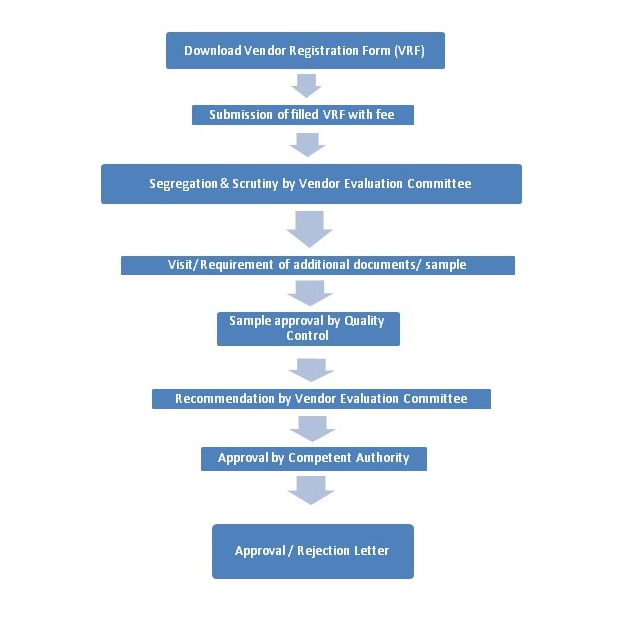 Download Vendor Registration Form (VRF)
Submission of filled VRF with fee
Segregation & Scrutiny by Vendor Evaluation Committee
Visit/Requirement of additional documents/ sample
Sample approval by Quality
Control
Recommendation by Vendor Evaluation Committee
Approval by Competent Authority
Approval / Rejection Letter